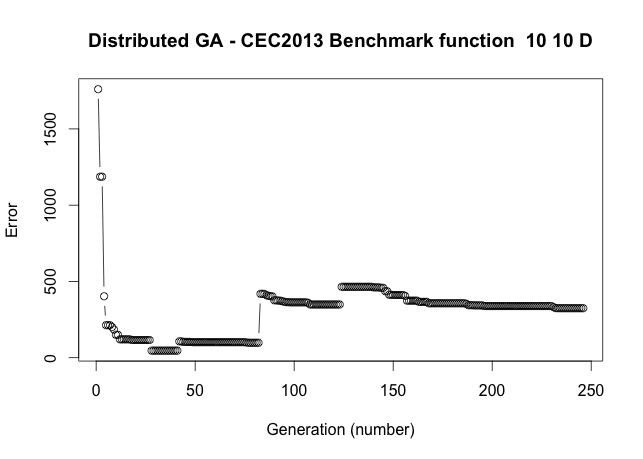 Distributed GA - CEC2013 Benchmark function  10 10 D
Error
1500
1000
500
0
0 50 100 150 200 250
Generation (number)